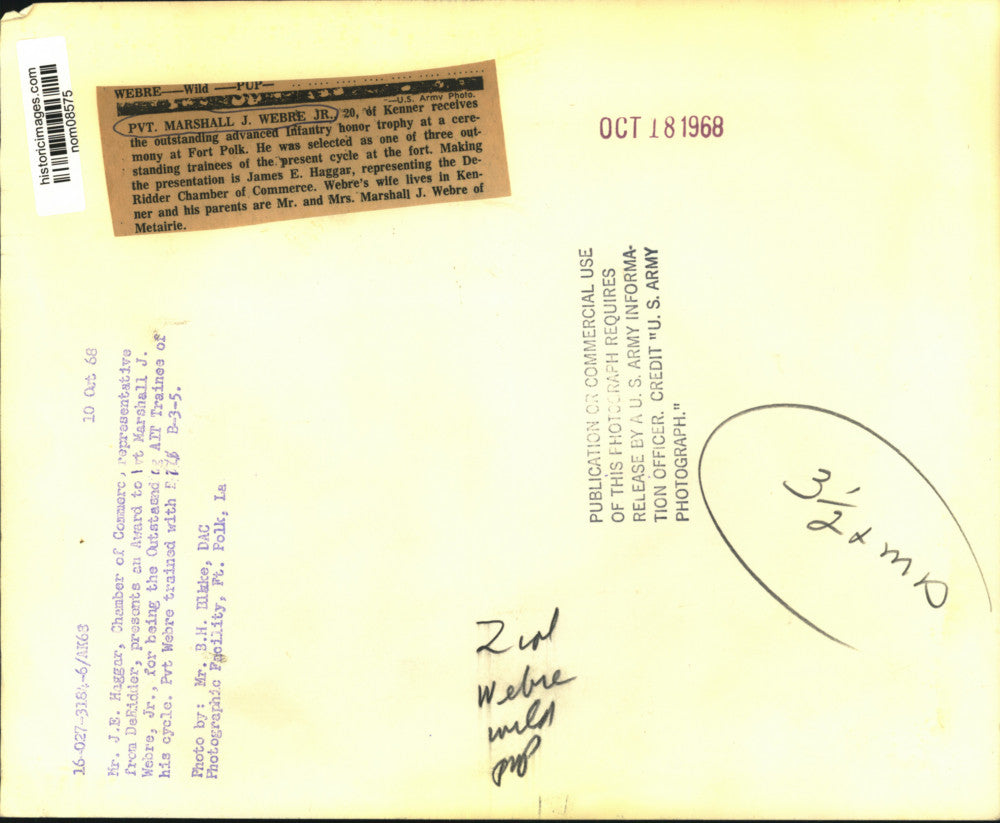 historicimages.com
nom08575
WEBRE—Wild —PUP—
—U.S. Army Photo.
PVT. MARSHALL J. WEBRE JR., 20, of Kenner receives
the outstanding advanced Infantry honor trophy at a cere-
mony at Fort Polk. He was selected as one of three out-
standing trainees of the present cycle at the fort. Making
the presentation is James E. Haggar, representing the De-
Ridder Chamber of Commerce. Webre's wife lives in Ken-
ner and his parents are Mr. and Mrs. Marshall J. Webre of
Metairie.
OCT 18 1968
PUBLICATION OR COMMERCIAL USE
OF THIS PHOTOGRAPH REQUIRES
RELEASE BY A U. S. ARMY INFORMA-
TION OFFICER. CREDIT "U. S. ARMY
PHOTOGRAPH."
10 Oct 68
Mr. J.E. Haggar, Chamber of Commerc, representative
from DeRidder, presents an Award to Pvt Marshall J.
Webre, Jr., for being the Outstasnd AIT Trainee of
his cycle. Pvt Webre trained with B-3-5.
Photo by: Mr. B.H. Blake, DAC
Photographic Facility, Ft. Polk, La
Webre
wild
pup
3 1/2 x